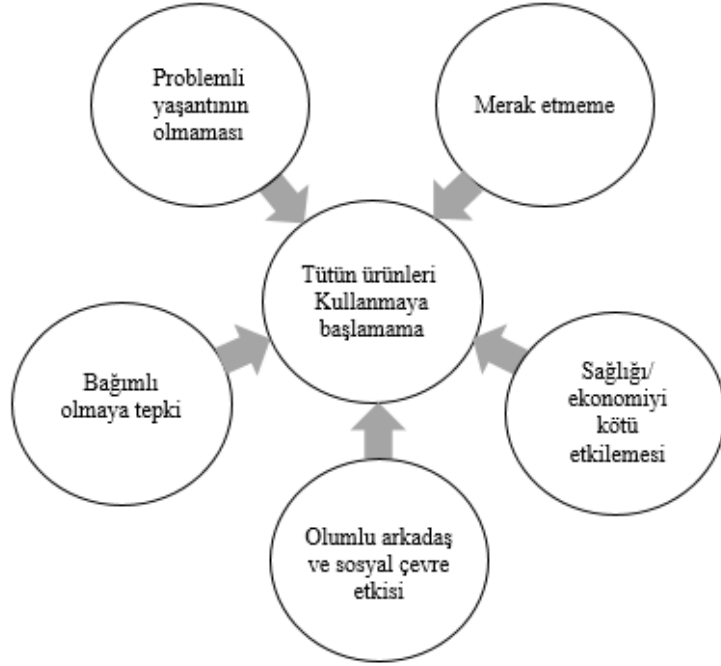 Problemli
yaşantının
olmaması
Merak etmeme
Tütün ürünleri
Kullanmaya
başlamama
Bağımlı
olmaya tepki
Sağlığı/
ekonomiyi
kötü
etkilemesi
Olumlu arkadaş
ve sosyal çevre
etkisi